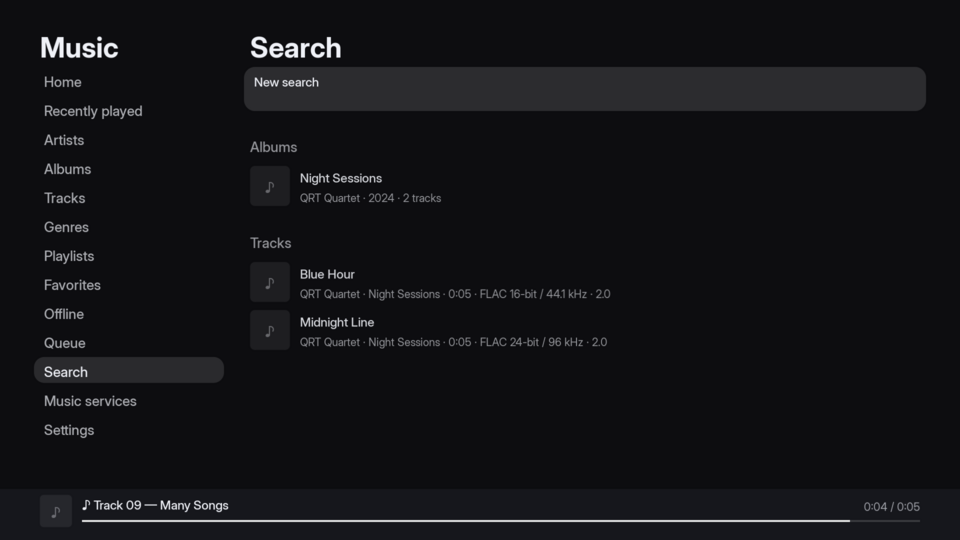 Music
Home
Recently played
Artists
Albums
Tracks
Genres
Playlists
Favorites
Offline
Queue
Search
Music services
Settings
Search
New search
Albums
Night Sessions
QRT Quartet · 2024 · 2 tracks
Tracks
Blue Hour
QRT Quartet · Night Sessions · 0:05 · FLAC 16-bit / 44.1 kHz · 2.0
Midnight Line
QRT Quartet · Night Sessions · 0:05 · FLAC 24-bit / 96 kHz · 2.0
♪ Track 09 — Many Songs
0:04 / 0:05